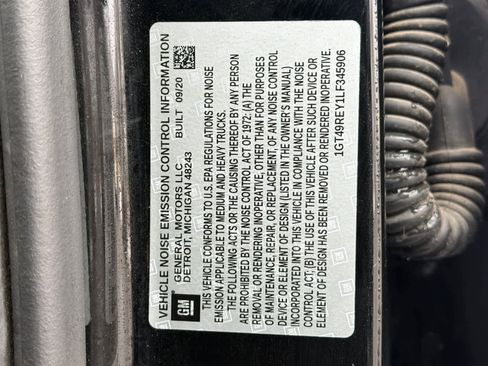 VEHICLE NOISE EMISSION CONTROL INFORMATION
GM
GENERAL MOTORS LLC
DETROIT, MICHIGAN 48243
BUILT 09/20
THIS VEHICLE CONFORMS TO U.S. EPA REGULATIONS FOR NOISE
EMISSION APPLICABLE TO MEDIUM AND HEAVY TRUCKS.
THE FOLLOWING ACTS OR THE CAUSING THEREOF BY ANY PERSON
ARE PROHIBITED BY THE NOISE CONTROL ACT OF 1972: (A) THE
REMOVAL OR RENDERING INOPERATIVE, OTHER THAN FOR PURPOSES
OF MAINTENANCE, REPAIR, OR REPLACEMENT, OF ANY NOISE CONTROL
DEVICE OR ELEMENT OF DESIGN (LISTED IN THE OWNER'S MANUAL)
INCORPORATED INTO THIS VEHICLE IN COMPLIANCE WITH THE NOISE
CONTROL ACT; (B) THE USE OF THIS VEHICLE AFTER SUCH DEVICE OR
ELEMENT OF DESIGN HAS BEEN REMOVED OR RENDERED INOPERATIVE.
1GT49REY1LF345906